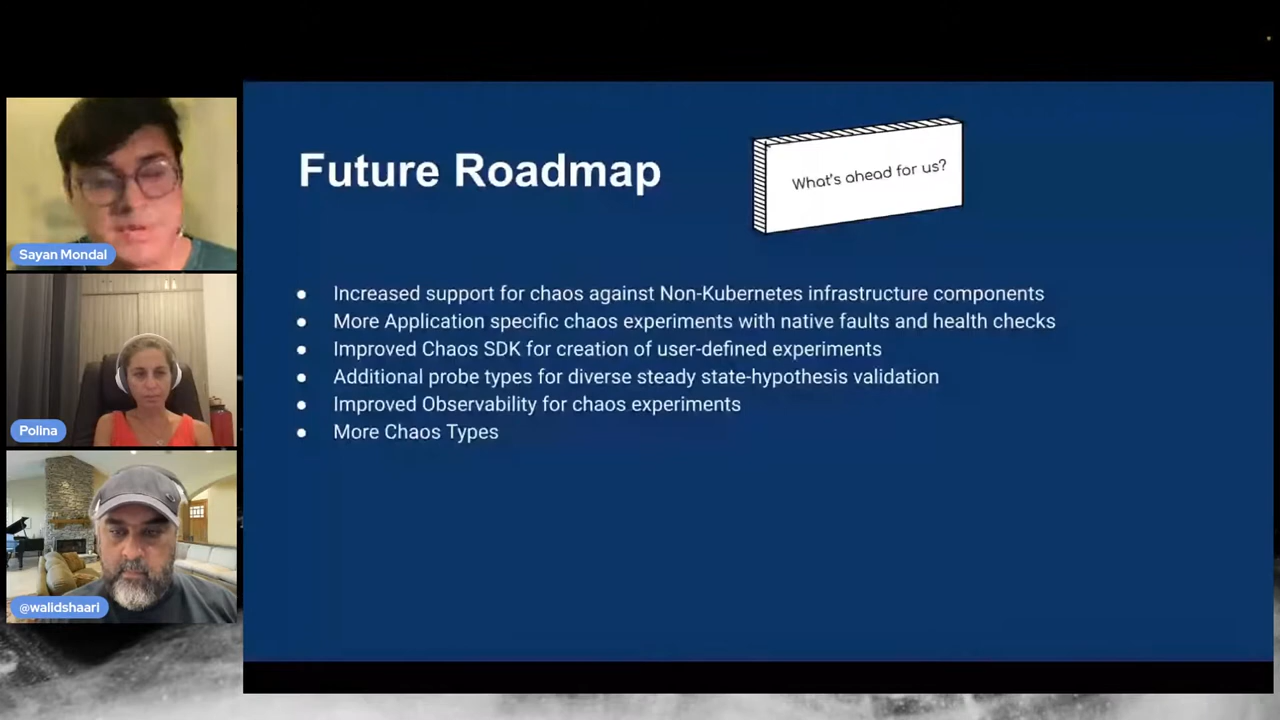 Sayan Mondal
Polina
@walidshaari
Future Roadmap
What's ahead for us?
Increased support for chaos against Non-Kubernetes infrastructure components
More Application specific chaos experiments with native faults and health checks
Improved Chaos SDK for creation of user-defined experiments
Additional probe types for diverse steady state-hypothesis validation
Improved Observability for chaos experiments
More Chaos Types